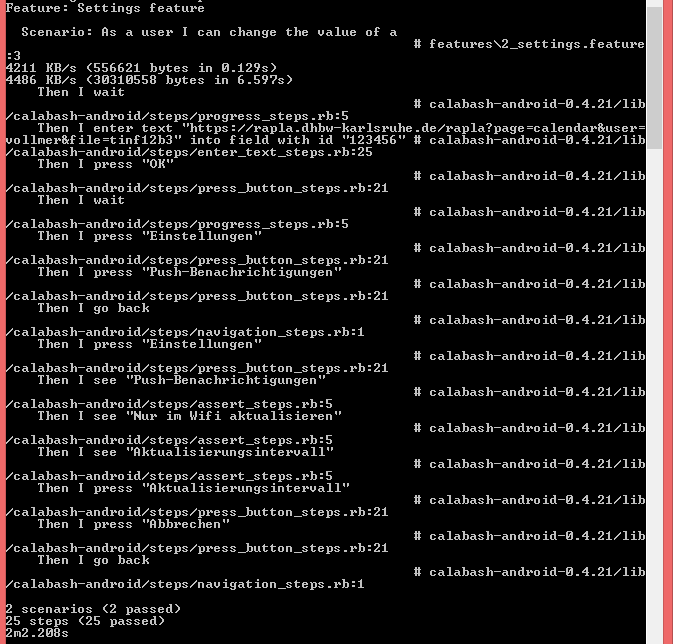 Feature: Settings feature
Scenario: As a user I can change the value of a
# features\2_settings.feature
:3
4211 KB/s (556621 bytes in 0.129s)
4486 KB/s (30310558 bytes in 6.597s)
Then I wait
# calabash-android-0.4.21/lib
/calabash-android/steps/progress_steps.rb:5
Then I enter text "https://rapla.dhbw-karlsruhe.de/rapla?page=calendar&user=
vollmer&file=tinf12b3" into field with id "123456" # calabash-android-0.4.21/lib
/calabash-android/steps/enter_text_steps.rb:25
Then I press "OK"
# calabash-android-0.4.21/lib
/calabash-android/steps/press_button_steps.rb:21
Then I wait
# calabash-android-0.4.21/lib
/calabash-android/steps/progress_steps.rb:5
Then I press "Einstellungen"
# calabash-android-0.4.21/lib
/calabash-android/steps/press_button_steps.rb:21
Then I press "Push-Benachrichtigungen"
# calabash-android-0.4.21/lib
/calabash-android/steps/press_button_steps.rb:21
Then I go back
# calabash-android-0.4.21/lib
/calabash-android/steps/navigation_steps.rb:1
Then I press "Einstellungen"
# calabash-android-0.4.21/lib
/calabash-android/steps/press_button_steps.rb:21
Then I see "Push-Benachrichtigungen"
# calabash-android-0.4.21/lib
/calabash-android/steps/assert_steps.rb:5
Then I see "Nur im Wifi aktualisieren"
# calabash-android-0.4.21/lib
/calabash-android/steps/assert_steps.rb:5
Then I see "Aktualisierungsintervall"
# calabash-android-0.4.21/lib
/calabash-android/steps/assert_steps.rb:5
Then I press "Aktualisierungsintervall"
# calabash-android-0.4.21/lib
/calabash-android/steps/press_button_steps.rb:21
Then I press "Abbrechen"
# calabash-android-0.4.21/lib
/calabash-android/steps/press_button_steps.rb:21
Then I go back
# calabash-android-0.4.21/lib
/calabash-android/steps/navigation_steps.rb:1
2 scenarios (2 passed)
25 steps (25 passed)
2m2.208s